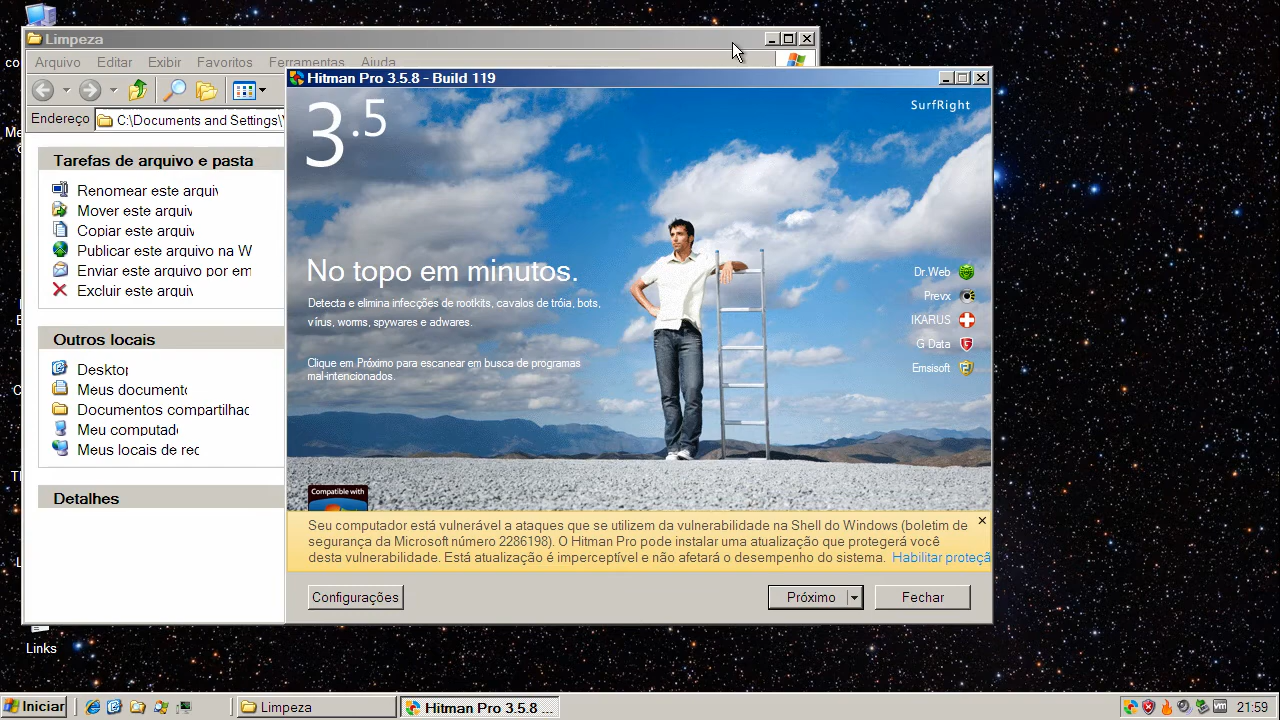 Limpeza
Arquivo Editar Exibir Favoritos Ferramentas Ajuda
Hitman Pro 3.5.8 - Build 119
Endereço C:\Documents and Settings\
3.5
SurfRight
Tarefas de arquivo e pasta
Renomear este arquiv
Mover este arquiv
Copiar este arquiv
Publicar este arquivo na W
Enviar este arquivo por em
Excluir este arquiv
No topo em minutos.
Detecta e elimina infecções de rootkits, cavalos de tróia, bots,
vírus, worms, spywares e adwares.
Clique em Próximo para escanear em busca de programas
mal-intencionados.
Dr.Web
Prevx
IKARUS
G Data
Emsisoft
Outros locais
Desktop
Meus documento
Documentos compartilhad
Meu computado
Meus locais de red
Detalhes
Compatible with
Seu computador está vulnerável a ataques que se utilizem da vulnerabilidade na Shell do Windows (boletim de
segurança da Microsoft número 2286198). O Hitman Pro pode instalar uma atualização que protegerá você
desta vulnerabilidade. Está atualização é imperceptível e não afetará o desempenho do sistema. Habilitar proteçã
Configurações
Próximo
Fechar
Links
Iniciar
Limpeza
Hitman Pro 3.5.8 ...
21:59